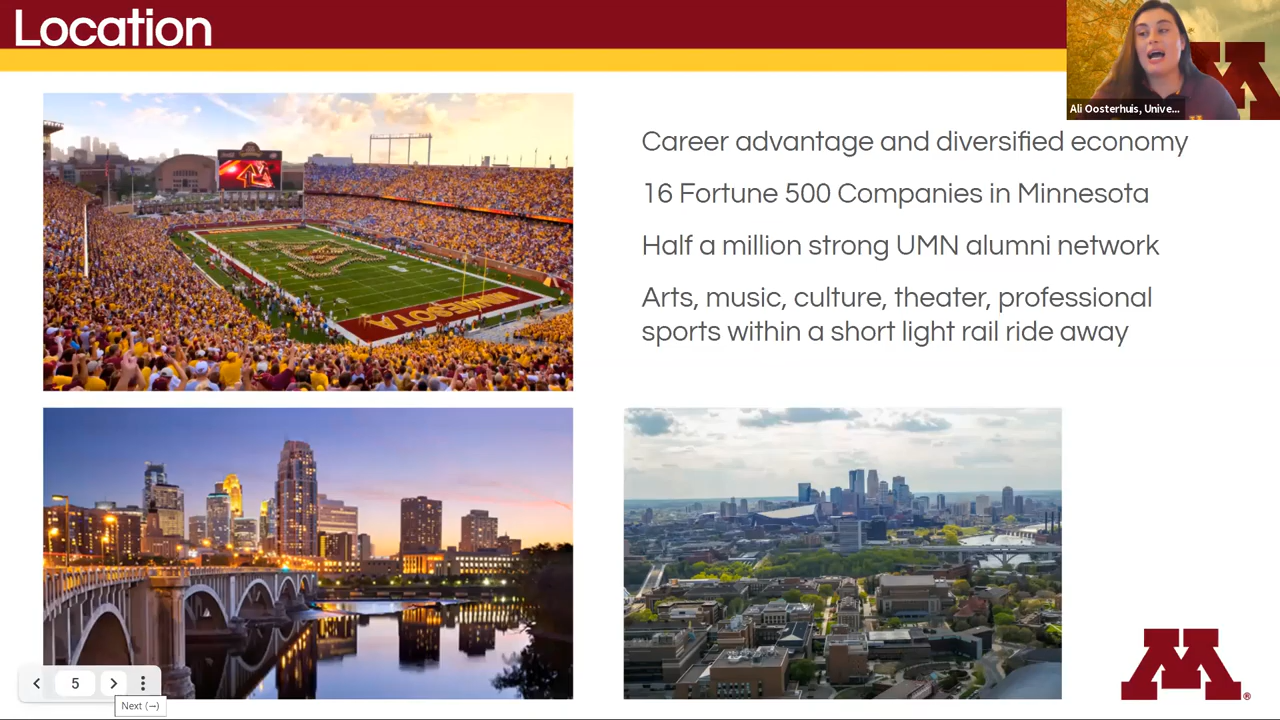 Location
Ali Oosterhuis, Unive...
Career advantage and diversified economy
16 Fortune 500 Companies in Minnesota
Half a million strong UMN alumni network
Arts, music, culture, theater, professional
sports within a short light rail ride away
MINNESOTA
M
M
M®
5
Next (→)